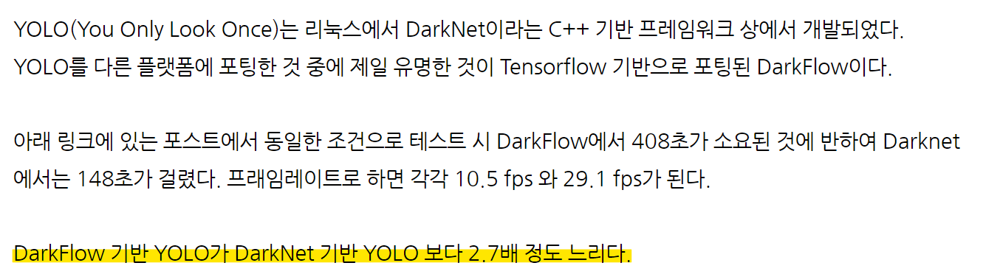 YOLO(You Only Look Once)는 리눅스에서 DarkNet이라는 C++ 기반 프레임워크 상에서 개발되었다.
YOLO를 다른 플랫폼에 포팅한 것 중에 제일 유명한 것이 Tensorflow 기반으로 포팅된 DarkFlow이다.
아래 링크에 있는 포스트에서 동일한 조건으로 테스트 시 DarkFlow에서 408초가 소요된 것에 반하여 Darknet
에서는 148초가 걸렸다. 프래임레이트로 하면 각각 10.5 fps 와 29.1 fps가 된다.
DarkFlow 기반 YOLO가 DarkNet 기반 YOLO 보다 2.7배 정도 느리다.